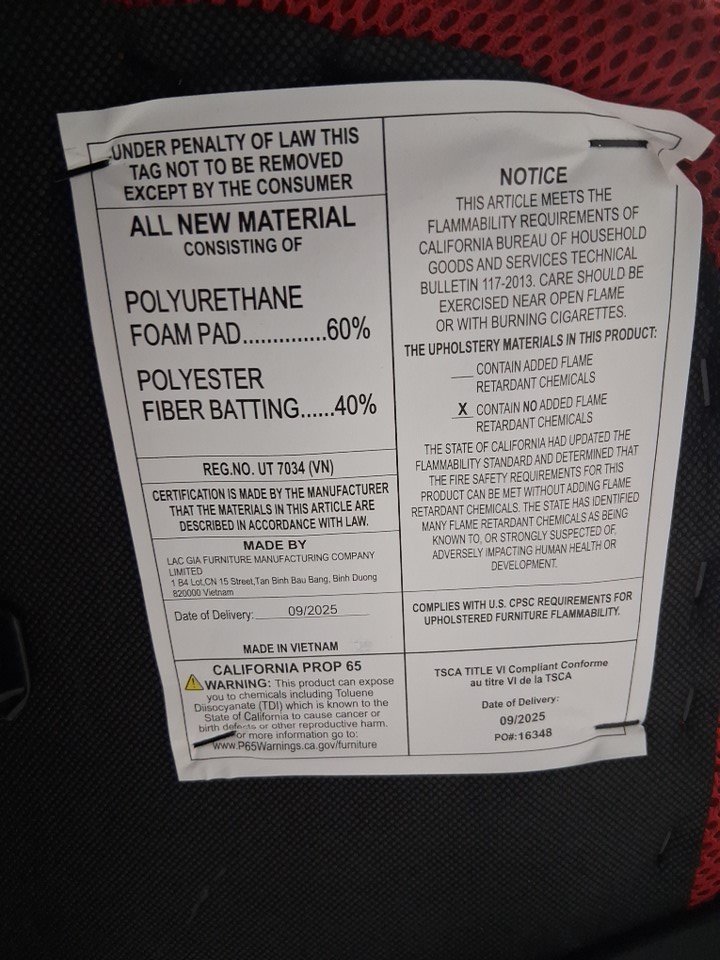 UNDER PENALTY OF LAW THIS
TAG NOT TO BE REMOVED
EXCEPT BY THE CONSUMER
ALL NEW MATERIAL
CONSISTING OF
POLYURETHANE
FOAM PAD..............60%
POLYESTER
FIBER BATTING......40%
REG.NO. UT 7034 (VN)
CERTIFICATION IS MADE BY THE MANUFACTURER
THAT THE MATERIALS IN THIS ARTICLE ARE
DESCRIBED IN ACCORDANCE WITH LAW.
MADE BY
LAC GIA FURNITURE MANUFACTURING COMPANY
LIMITED
1 B4 Lot,CN 15 Street,Tan Binh Bau Bang, Binh Duong
820000 Vietnam
Date of Delivery: 09/2025
MADE IN VIETNAM
CALIFORNIA PROP 65
WARNING: This product can expose
you to chemicals including Toluene
Diisocyanate (TDI) which is known to the
State of California to cause cancer or
birth defects or other reproductive harm.
For more information go to:
www.P65Warnings.ca.gov/furniture
NOTICE
THIS ARTICLE MEETS THE
FLAMMABILITY REQUIREMENTS OF
CALIFORNIA BUREAU OF HOUSEHOLD
GOODS AND SERVICES TECHNICAL
BULLETIN 117-2013. CARE SHOULD BE
EXERCISED NEAR OPEN FLAME
OR WITH BURNING CIGARETTES.
THE UPHOLSTERY MATERIALS IN THIS PRODUCT:
___ CONTAIN ADDED FLAME
RETARDANT CHEMICALS
X CONTAIN NO ADDED FLAME
RETARDANT CHEMICALS
THE STATE OF CALIFORNIA HAD UPDATED THE
FLAMMABILITY STANDARD AND DETERMINED THAT
THE FIRE SAFETY REQUIREMENTS FOR THIS
PRODUCT CAN BE MET WITHOUT ADDING FLAME
RETARDANT CHEMICALS. THE STATE HAS IDENTIFIED
MANY FLAME RETARDANT CHEMICALS AS BEING
KNOWN TO, OR STRONGLY SUSPECTED OF,
ADVERSELY IMPACTING HUMAN HEALTH OR
DEVELOPMENT.
COMPLIES WITH U.S. CPSC REQUIREMENTS FOR
UPHOLSTERED FURNITURE FLAMMABILITY.
TSCA TITLE VI Compliant Conforme
au titre VI de la TSCA
Date of Delivery:
09/2025
PO#:16348